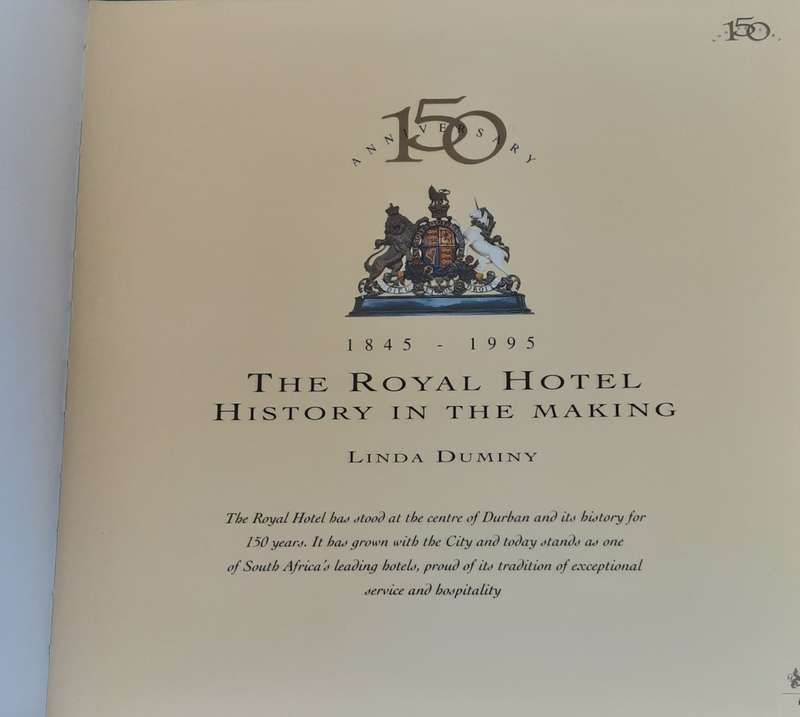 150
150
ANNIVERSARY
1845 - 1995
THE ROYAL HOTEL
HISTORY IN THE MAKING
LINDA DUMINY
The Royal Hotel has stood at the centre of Durban and its history for
150 years. It has grown with the City and today stands as one
of South Africa's leading hotels, proud of its tradition of exceptional
service and hospitality